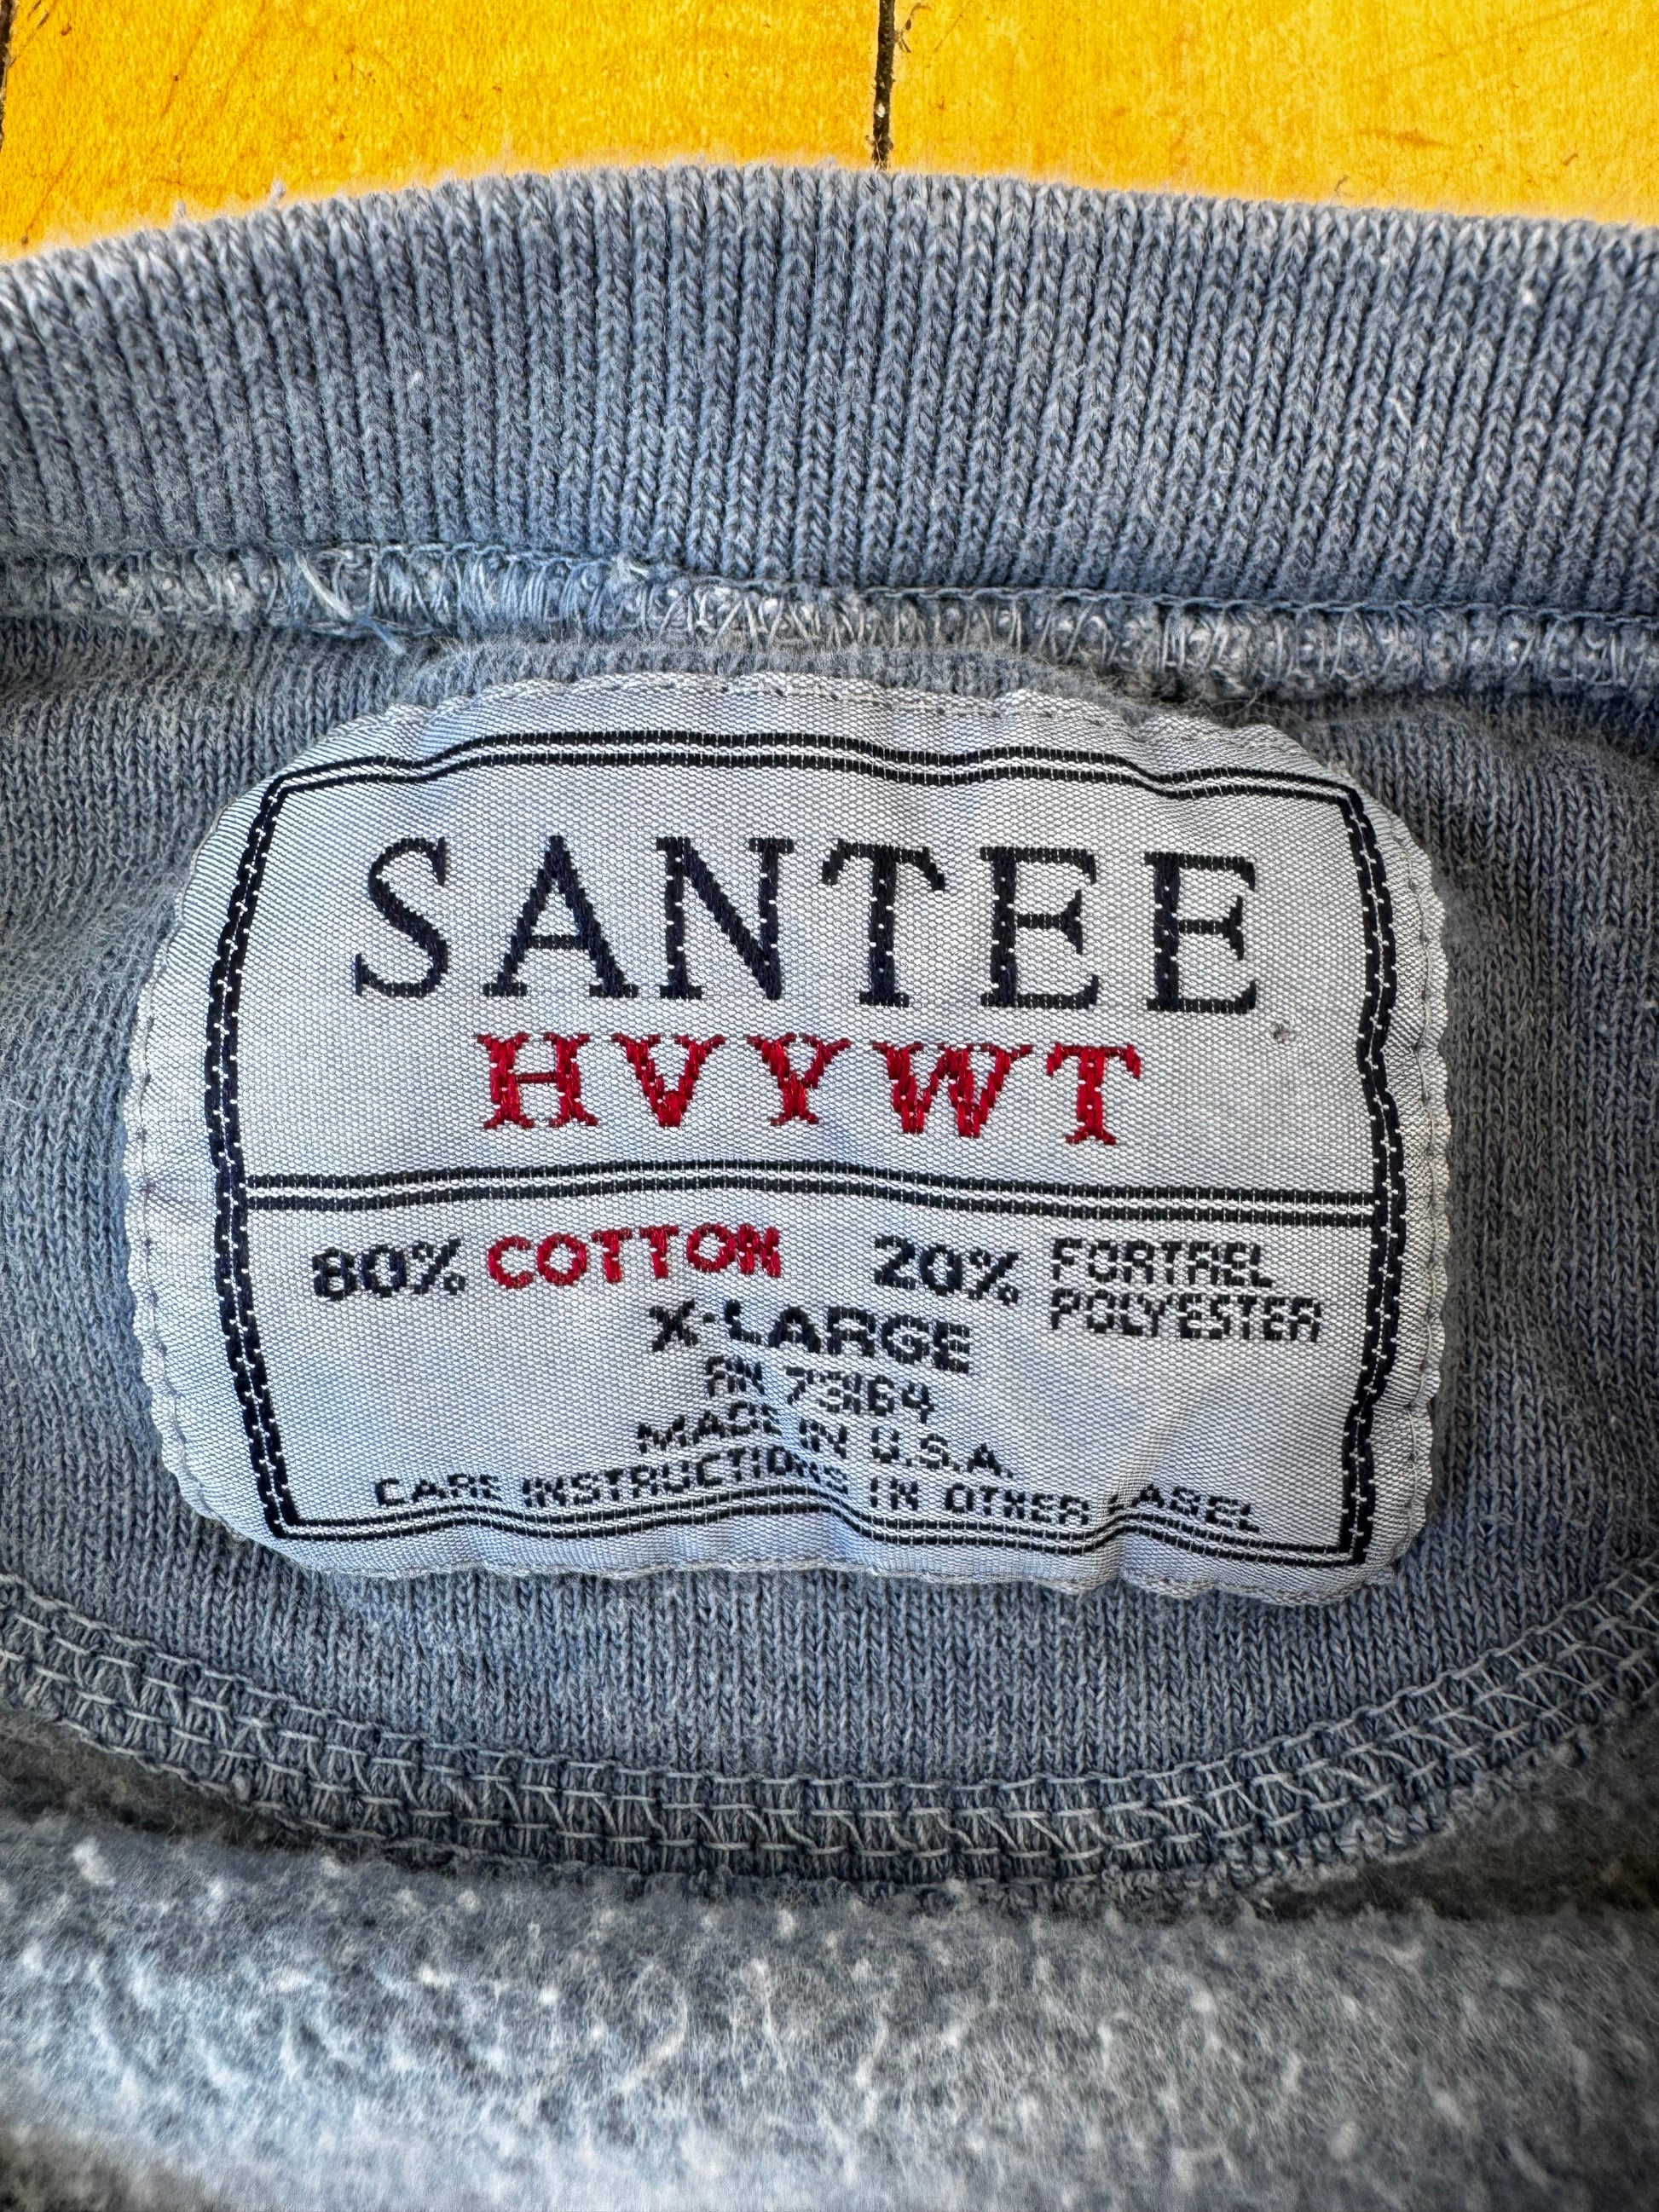 SANTEE
HVYWT
80% COTTON 20% FORTREL
POLYESTER
X-LARGE
RN 73164
MADE IN U.S.A.
CARE INSTRUCTIONS IN OTHER LABEL